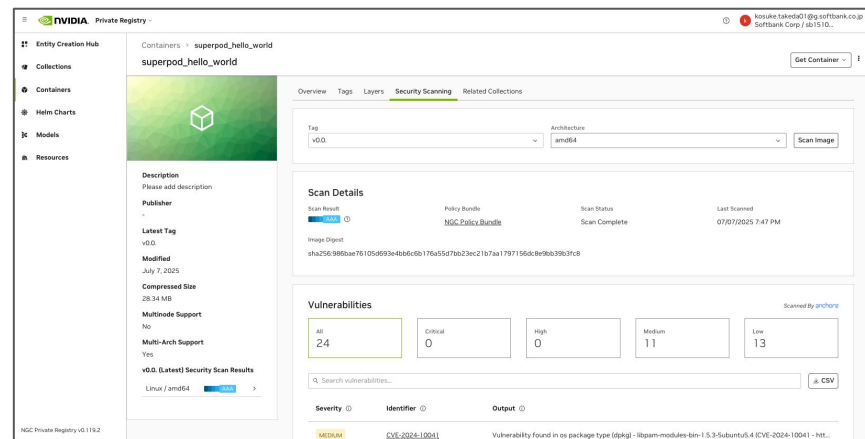 NVIDIA. Private Registry
kosuke.takeda01@g.softbank.co.jp
Softbank Corp / sb1510...
Entity Creation Hub
Collections
Containers
Helm Charts
Models
Resources
NGC Private Registry v0.119.2
Containers > superpod_hello_world
superpod_hello_world
Get Container
Description
Please add description
Publisher
-
Latest Tag
v0.0.
Modified
July 7, 2025
Compressed Size
28.34 MB
Multinode Support
No
Multi-Arch Support
Yes
v0.0. (Latest) Security Scan Results
Linux / amd64 AAA
Overview Tags Layers Security Scanning Related Collections
Tag
v0.0.
Architecture
amd64
Scan Image
Scan Details
Scan Result Policy Bundle Scan Status Last Scanned
AAA NGC Policy Bundle Scan Complete 07/07/2025 7:47 PM
Image Digest
sha256:986bae76105d693e4bb6c6b176a55d7bb23ec21b7aa1797156dc8e9bb39b3fc8
Vulnerabilities
Scanned By anchore
All Critical High Medium Low
24 0 0 11 13
Search vulnerabilities...
CSV
Severity Identifier Output
MEDIUM CVE-2024-10041 Vulnerability found in os package type (dpkg) - libpam-modules-bin-1.5.3-5ubuntu5.4 (CVE-2024-10041 - htt...